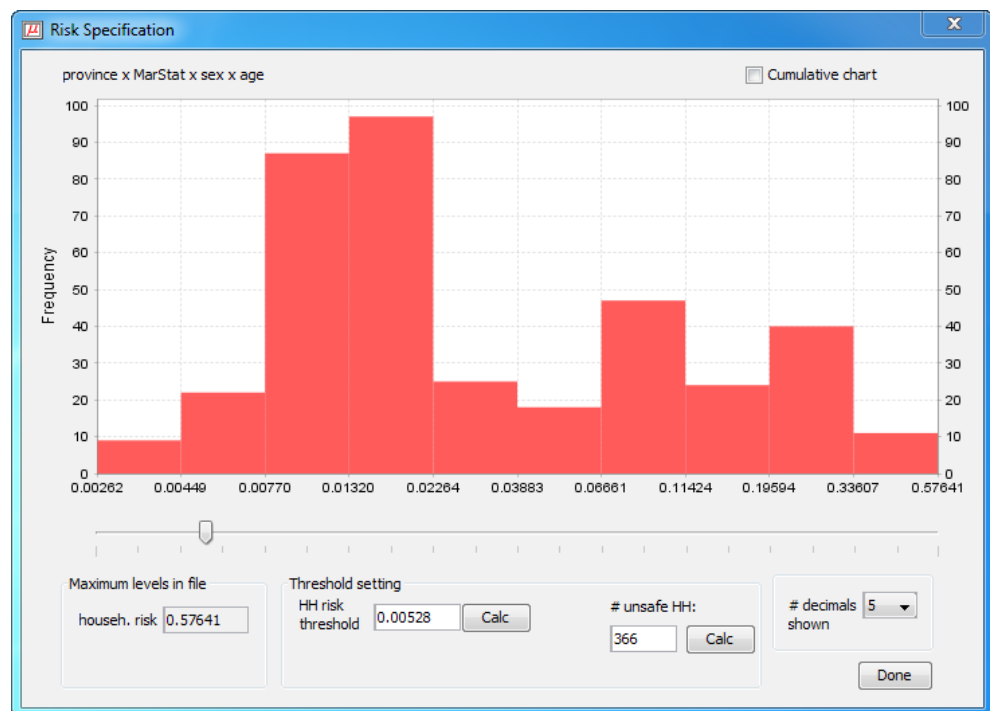 μ Risk Specification x
province x MarStat x sex x age Cumulative chart
100 100
90 90
80 80
70 70
60 60
50 50
40 40
30 30
20 20
10 10
0 0
Frequency
0.00262 0.00449 0.00770 0.01320 0.02264 0.03883 0.06661 0.11424 0.19594 0.33607 0.57641
Maximum levels in file
househ. risk 0.57641
Threshold setting
HH risk
threshold 0.00528 Calc
# unsafe HH:
366 Calc
# decimals 5
shown
Done